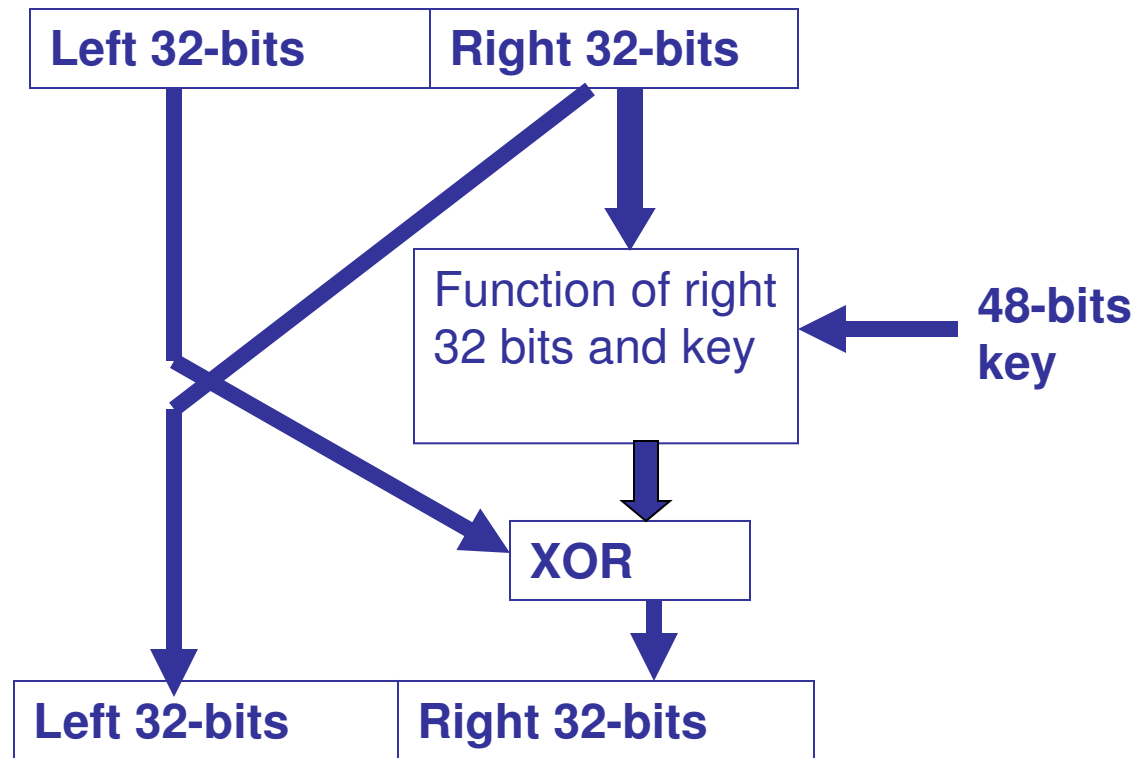 Left 32-bits
Right 32-bits
Function of right
32 bits and key
48-bits
key
XOR
Left 32-bits
Right 32-bits